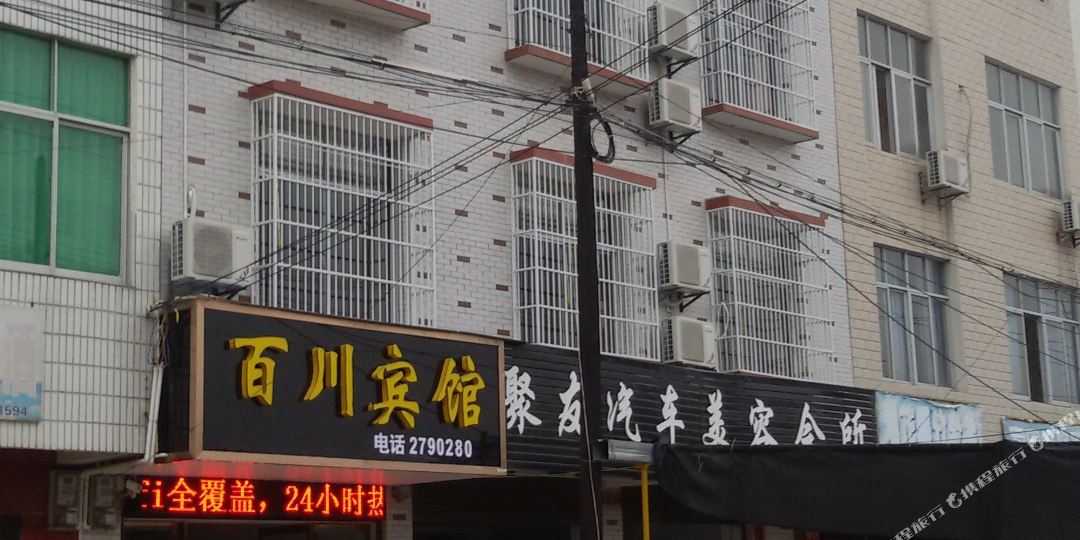 百川宾馆
电话 2790280
聚友汽车美容会所
Fi全覆盖，24小时热
1594
携程旅行
携程旅行